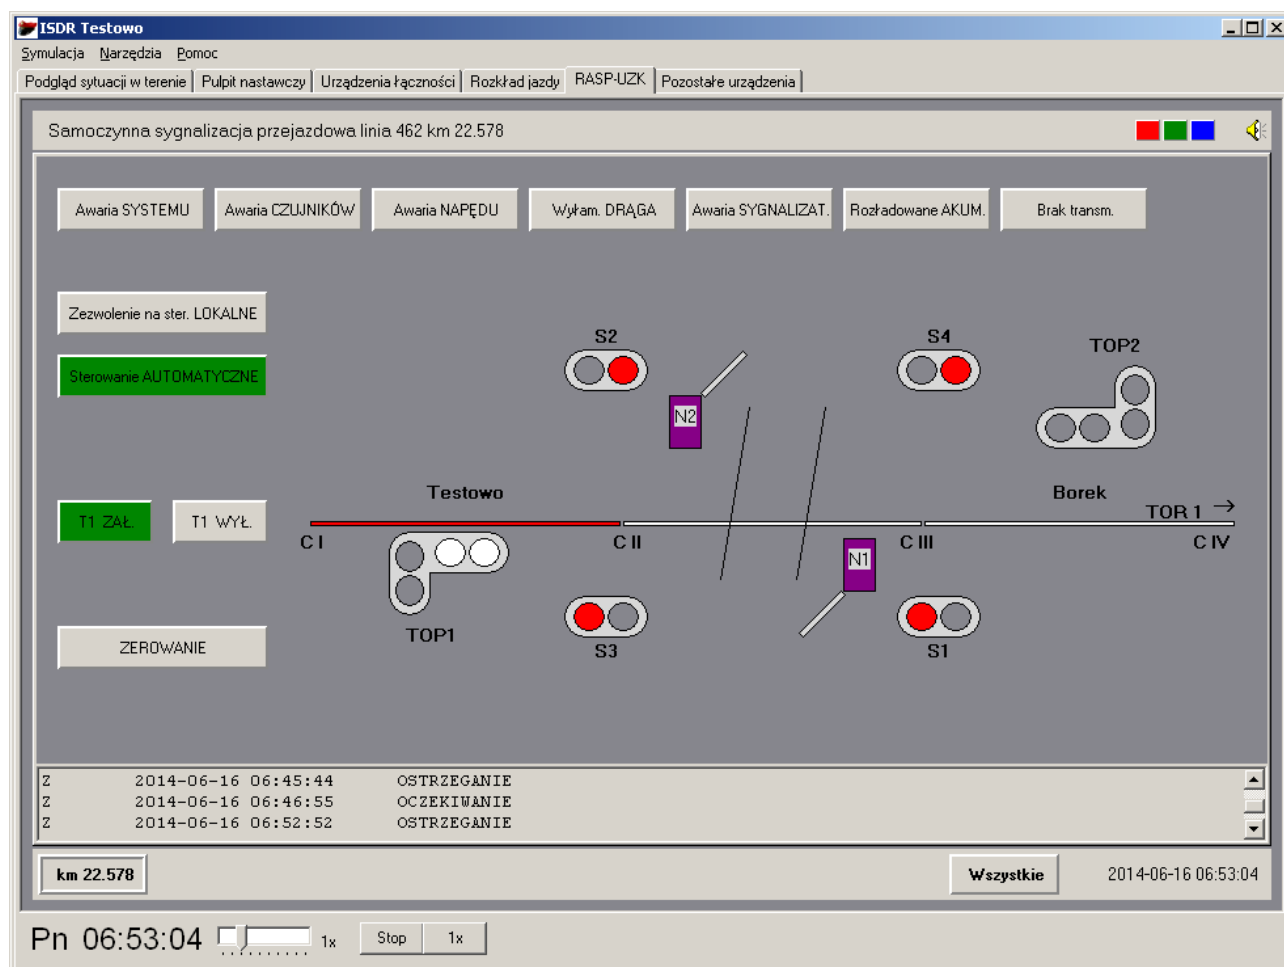 ISDR Testowo
Symulacja Narzędzia Pomoc
Podgląd sytuacji w terenie Pulpit nastawczy Urządzenia łączności Rozkład jazdy RASP-UZK Pozostałe urządzenia
Samoczynna sygnalizacja przejazdowa linia 462 km 22.578
Awaria SYSTEMU Awaria CZUJNIKÓW Awaria NAPĘDU Wyłam. DRĄGA Awaria SYGNALIZAT. Rozładowane AKUM. Brak transm.
Zezwolenie na ster. LOKALNE
S2 S4 TOP2
Sterowanie AUTOMATYCZNE
N2
Testowo Borek
T1 ZAŁ. T1 WYŁ. TOR 1 →
C I C II C III C IV
N1
TOP1
ZEROWANIE
S3 S1
Z 2014-06-16 06:45:44 OSTRZEGANIE
Z 2014-06-16 06:46:55 OCZEKIWANIE
Z 2014-06-16 06:52:52 OSTRZEGANIE
km 22.578 Wszystkie 2014-06-16 06:53:04
Pn 06:53:04 1x Stop 1x